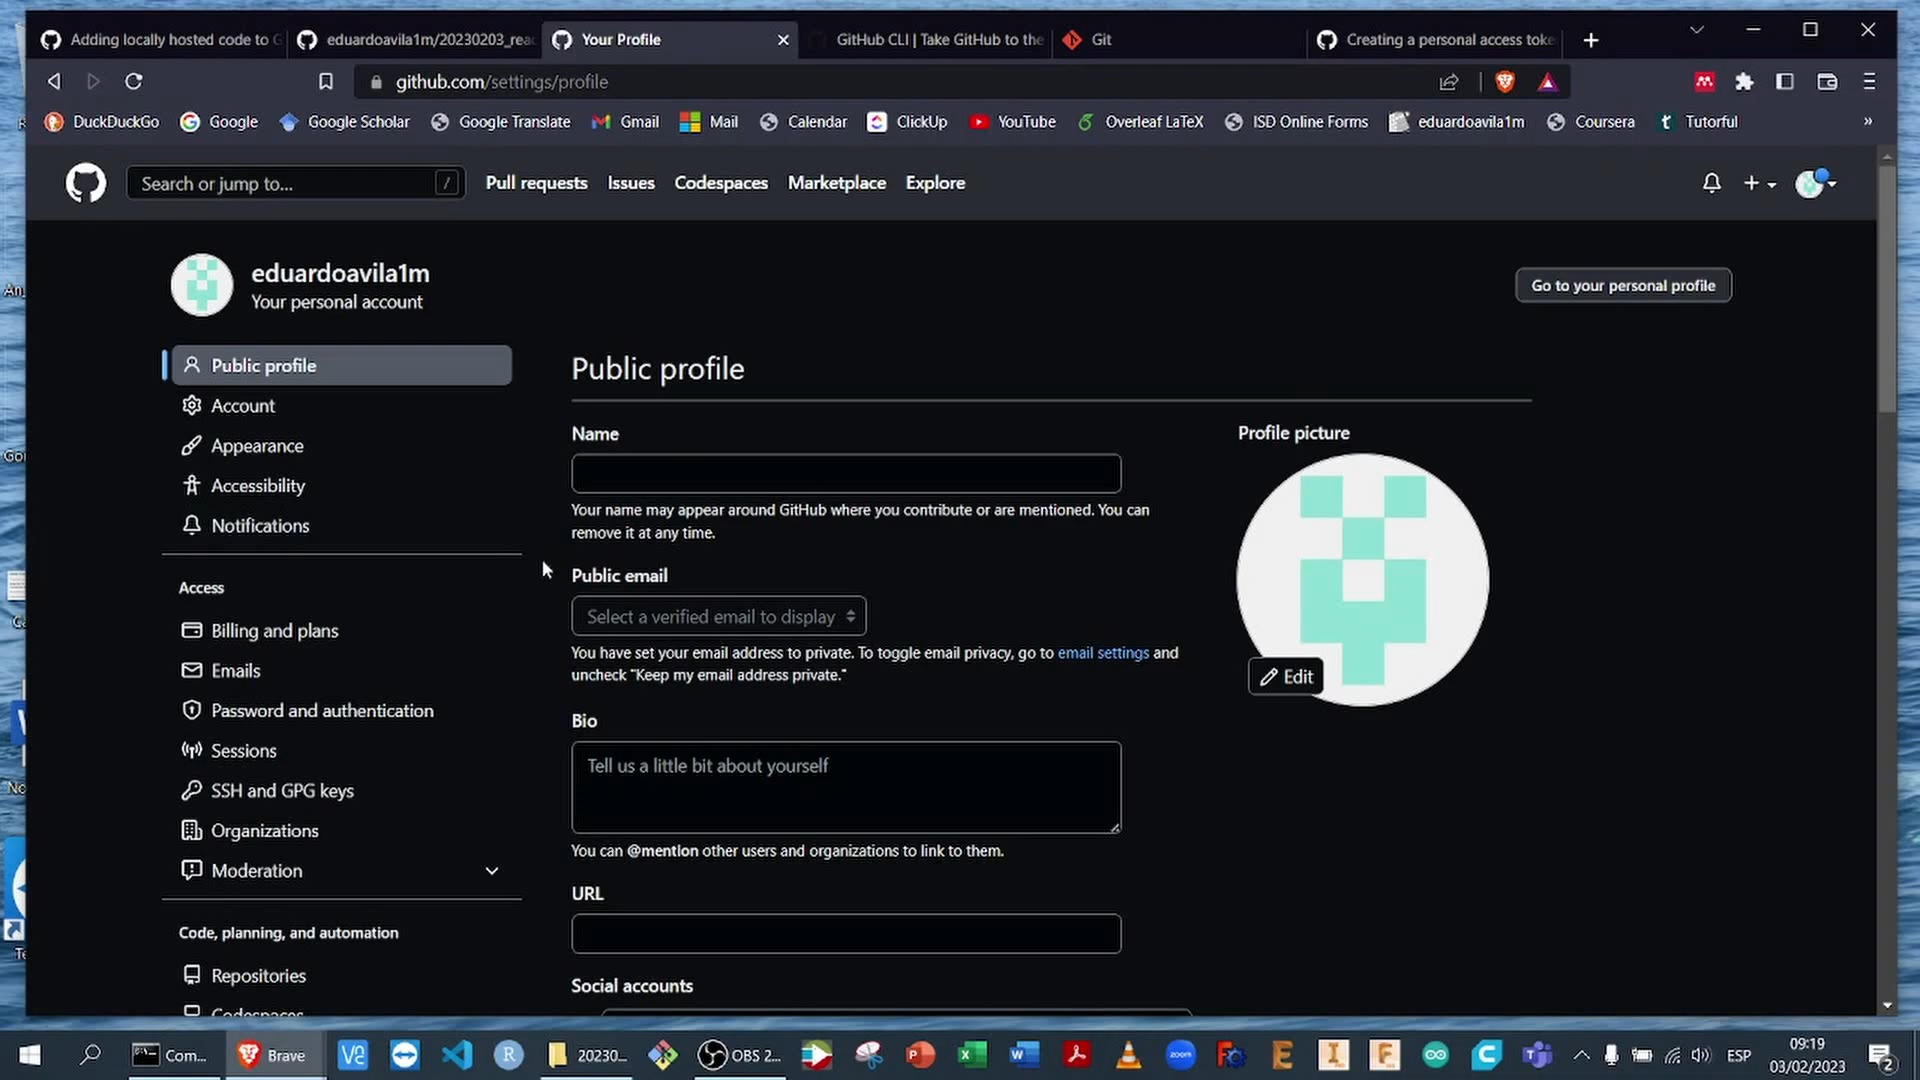 Adding locally hosted code to G
eduardoavila1m/20230203_rea
Your Profile
GitHub CLI | Take GitHub to the
Git
Creating a personal access toke
github.com/settings/profile
DuckDuckGo
Google
Google Scholar
Google Translate
Gmail
Mail
Calendar
ClickUp
YouTube
Overleaf LaTeX
ISD Online Forms
eduardoavila1m
Coursera
Tutorful
»
Search or jump to...
/
Pull requests
Issues
Codespaces
Marketplace
Explore
eduardoavila1m
Your personal account
Go to your personal profile
Public profile
Account
Appearance
Accessibility
Notifications
Access
Billing and plans
Emails
Password and authentication
Sessions
SSH and GPG keys
Organizations
Moderation
Code, planning, and automation
Repositories
Codespaces
Public profile
Name
Your name may appear around GitHub where you contribute or are mentioned. You can
remove it at any time.
Public email
Select a verified email to display
You have set your email address to private. To toggle email privacy, go to email settings and
uncheck "Keep my email address private."
Bio
Tell us a little bit about yourself
You can @mention other users and organizations to link to them.
URL
Social accounts
Profile picture
Edit
Com...
Brave
20230...
OBS 2...
zoom
ESP
09:19
03/02/2023
2